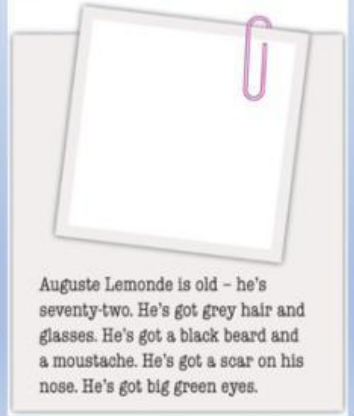 Auguste Lemonde is old – he's
seventy-two. He's got grey hair and
glasses. He's got a black beard and
a moustache. He's got a scar on his
nose. He's got big green eyes.